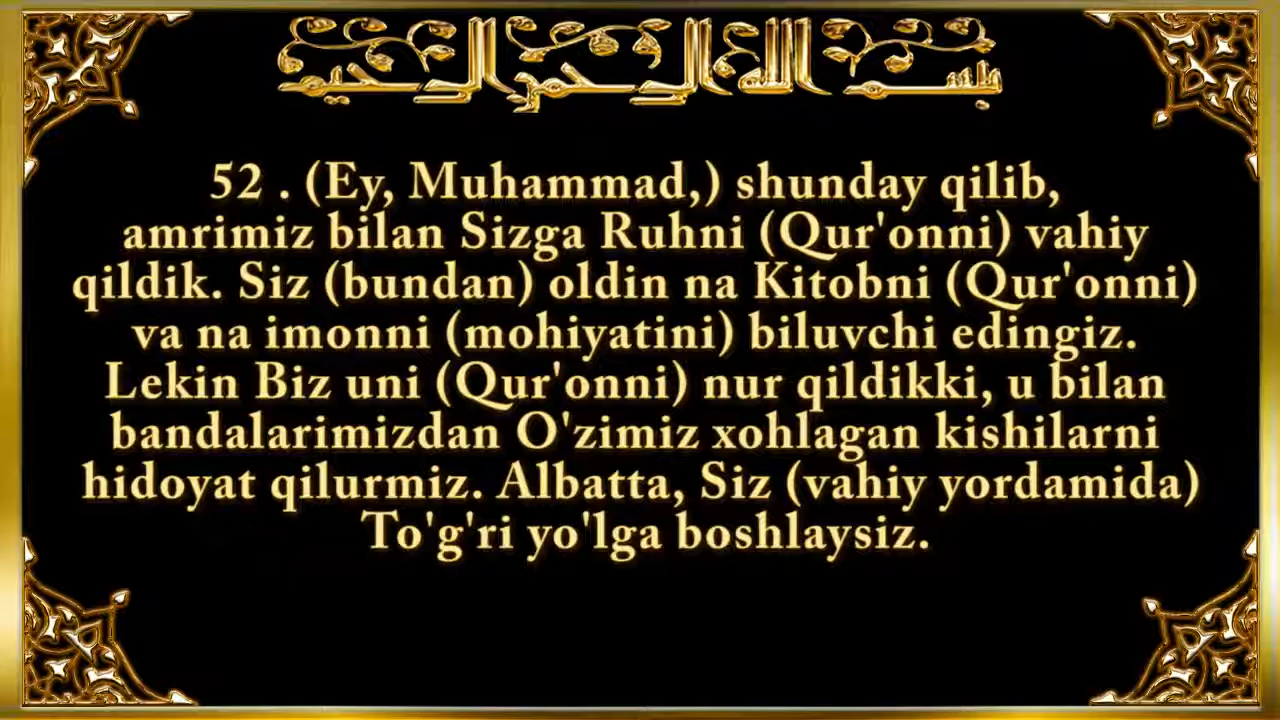 بسم الله الرحمن الرحيم
52 . (Ey, Muhammad,) shunday qilib,
amrimiz bilan Sizga Ruhni (Qur'onni) vahiy
qildik. Siz (bundan) oldin na Kitobni (Qur'onni)
va na imonni (mohiyatini) biluvchi edingiz.
Lekin Biz uni (Qur'onni) nur qildikki, u bilan
bandalarimizdan O'zimiz xohlagan kishilarni
hidoyat qilurmiz. Albatta, Siz (vahiy yordamida)
To'g'ri yo'lga boshlaysiz.